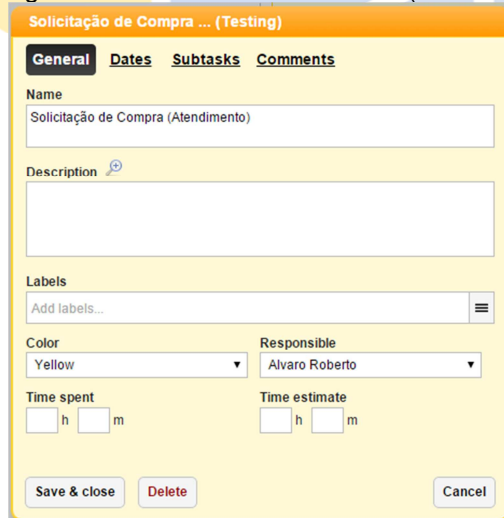 Solicitação de Compra ... (Testing)
General Dates Subtasks Comments
Name
Solicitação de Compra (Atendimento)
Description
Labels
Add labels...
Color Responsible
Yellow Alvaro Roberto
Time spent Time estimate
h m h m
Save & close Delete Cancel